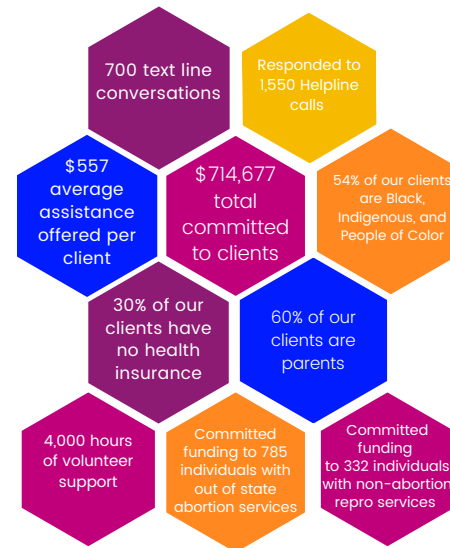 700 text line
conversations
Responded to
1,550 Helpline
calls
$557
average
assistance
offered per
client
$714,677
total
committed
to clients
54% of our clients
are Black,
Indigenous, and
People of Color
30% of our
clients have
no health
insurance
60% of our
clients are
parents
4,000 hours
of volunteer
support
Committed
funding to 785
individuals with
out of state
abortion services
Committed
funding
to 332 individuals
with non-abortion
repro services